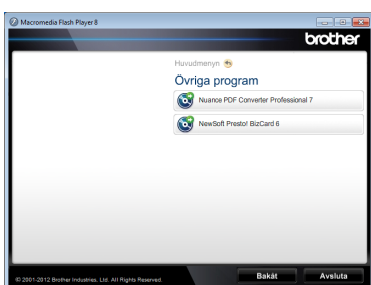 Macromedia Flash Player 8
brother
Huvudmenyn
Övriga program
Nuance PDF Converter Professional 7
NewSoft Presto! BizCard 6
© 2001-2012 Brother Industries, Ltd. All Rights Reserved.
Bakåt
Avsluta